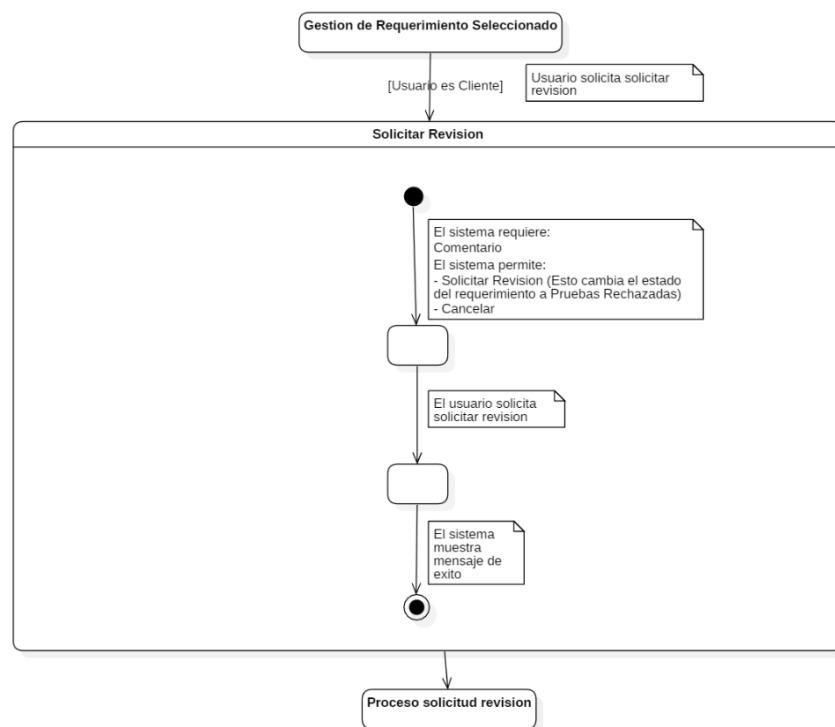 Gestion de Requerimiento Seleccionado
[Usuario es Cliente]
Usuario solicita solicitar
revision
Solicitar Revision
El sistema requiere:
Comentario
El sistema permite:
- Solicitar Revision (Esto cambia el estado
del requerimiento a Pruebas Rechazadas)
- Cancelar
El usuario solicita
solicitar revision
El sistema
muestra
mensaje de
exito
Proceso solicitud revision